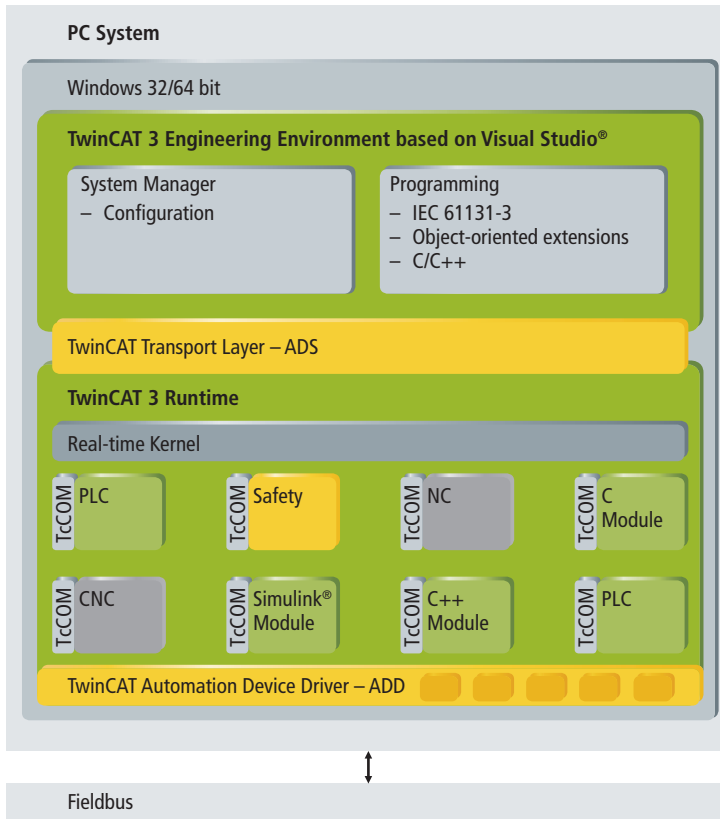 PC System
Windows 32/64 bit
TwinCAT 3 Engineering Environment based on Visual Studio®
System Manager
– Configuration
Programming
– IEC 61131-3
– Object-oriented extensions
– C/C++
TwinCAT Transport Layer – ADS
TwinCAT 3 Runtime
Real-time Kernel
TcCOM
PLC
TcCOM
Safety
TcCOM
NC
TcCOM
C
Module
TcCOM
CNC
TcCOM
Simulink®
Module
TcCOM
C++
Module
TcCOM
PLC
TwinCAT Automation Device Driver – ADD
Fieldbus